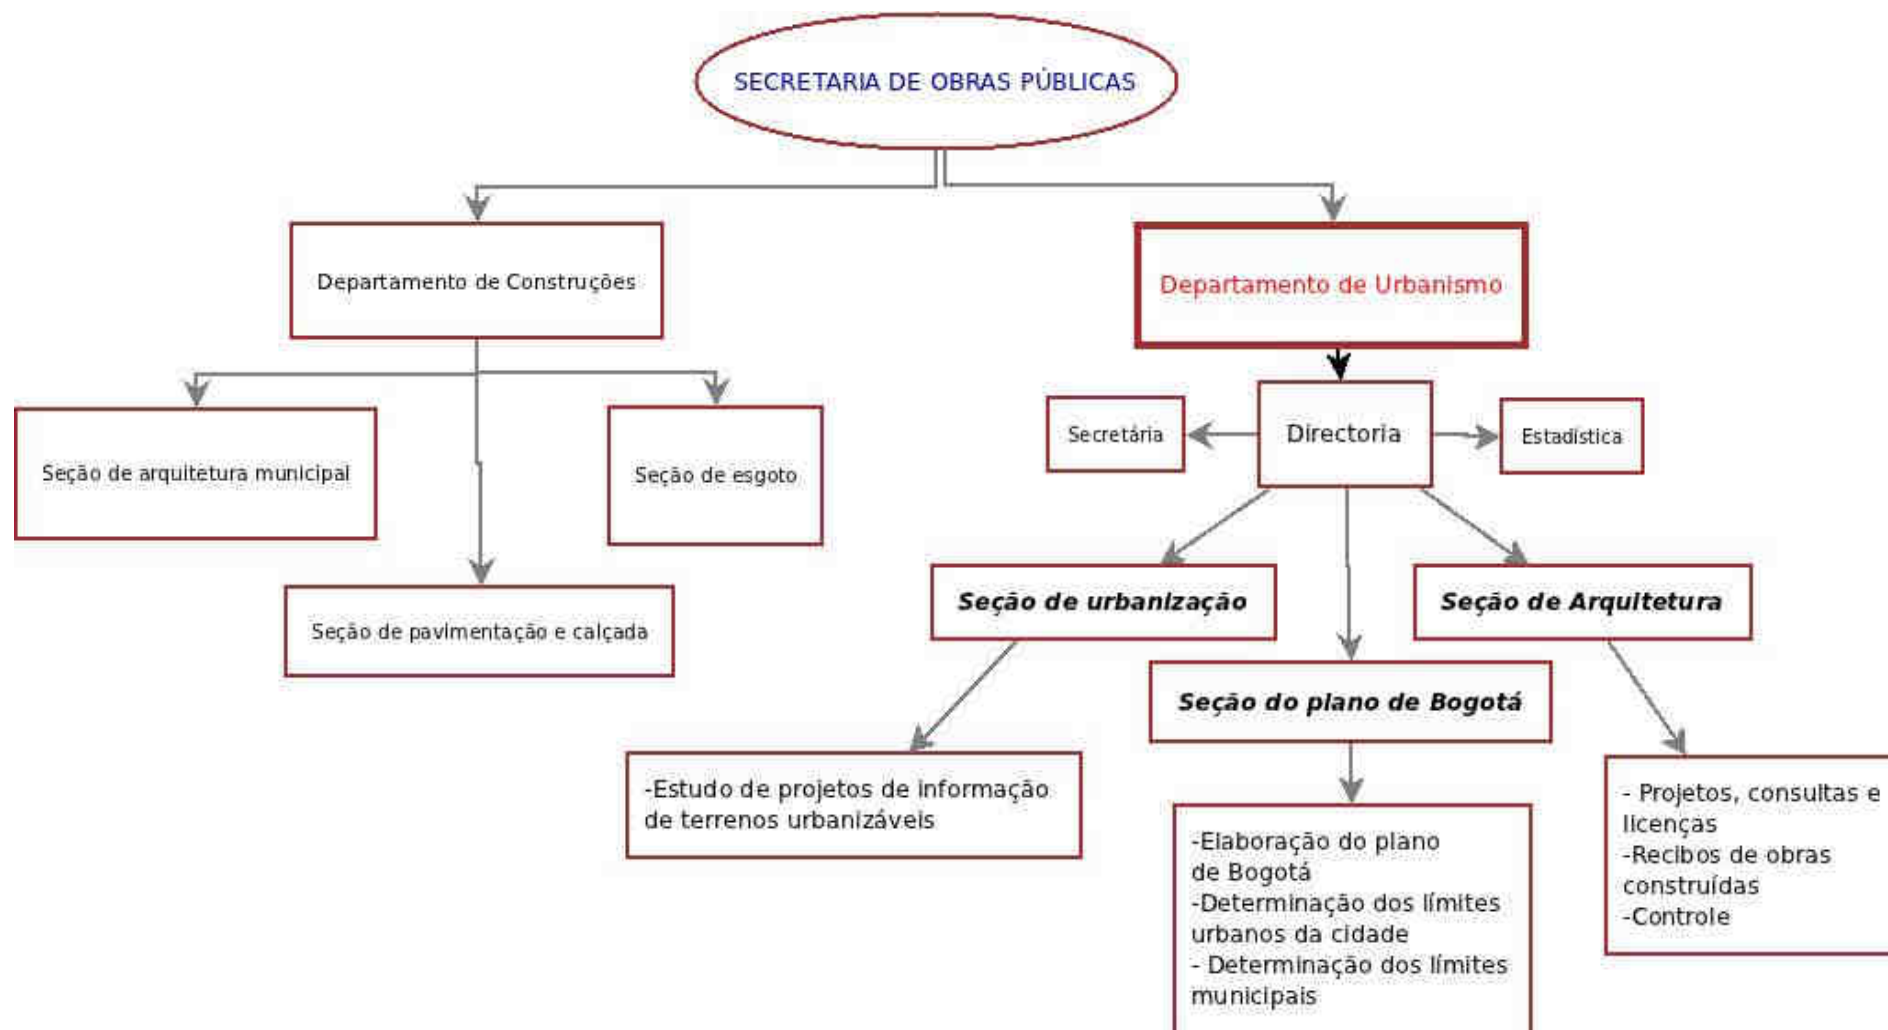 SECRETARIA DE OBRAS PÚBLICAS
Departamento de Construções
Departamento de Urbanismo
Seção de arquitetura municipal
Seção de esgoto
Seção de pavimentação e calçada
Secretária
Directoria
Estadística
Seção de urbanização
Seção de Arquitetura
Seção do plano de Bogotá
-Estudo de projetos de informação
de terrenos urbanizáveis
-Elaboração do plano
de Bogotá
-Determinação dos límites
urbanos da cidade
- Determinação dos límites
municipais
- Projetos, consultas e
licenças
-Recibos de obras
construídas
-Controle